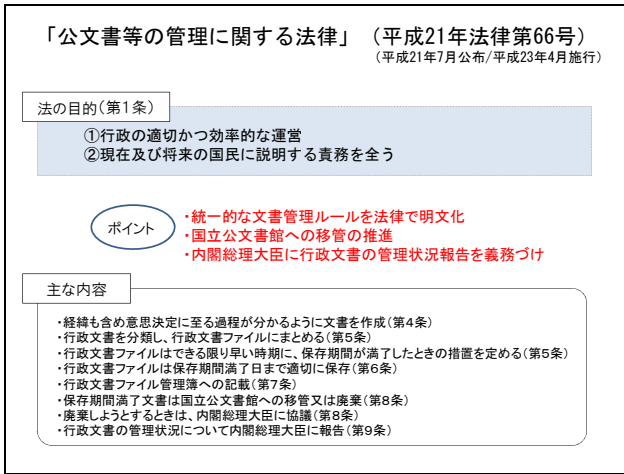 「公文書等の管理に関する法律」 （平成21年法律第66号）
（平成21年7月公布/平成23年4月施行）
法の目的（第1条）
①行政の適切かつ効率的な運営
②現在及び将来の国民に説明する責務を全う
ポイント
・統一的な文書管理ルールを法律で明文化
・国立公文書館への移管の推進
・内閣総理大臣に行政文書の管理状況報告を義務づけ
主な内容
・経緯も含め意思決定に至る過程が分かるように文書を作成（第4条）
・行政文書を分類し、行政文書ファイルにまとめる（第5条）
・行政文書ファイルはできる限り早い時期に、保存期間が満了したときの措置を定める（第5条）
・行政文書ファイルは保存期間満了日まで適切に保存（第6条）
・行政文書ファイル管理簿への記載（第7条）
・保存期間満了文書は国立公文書館への移管又は廃棄（第8条）
・廃棄しようとするときは、内閣総理大臣に協議（第8条）
・行政文書の管理状況について内閣総理大臣に報告（第9条）